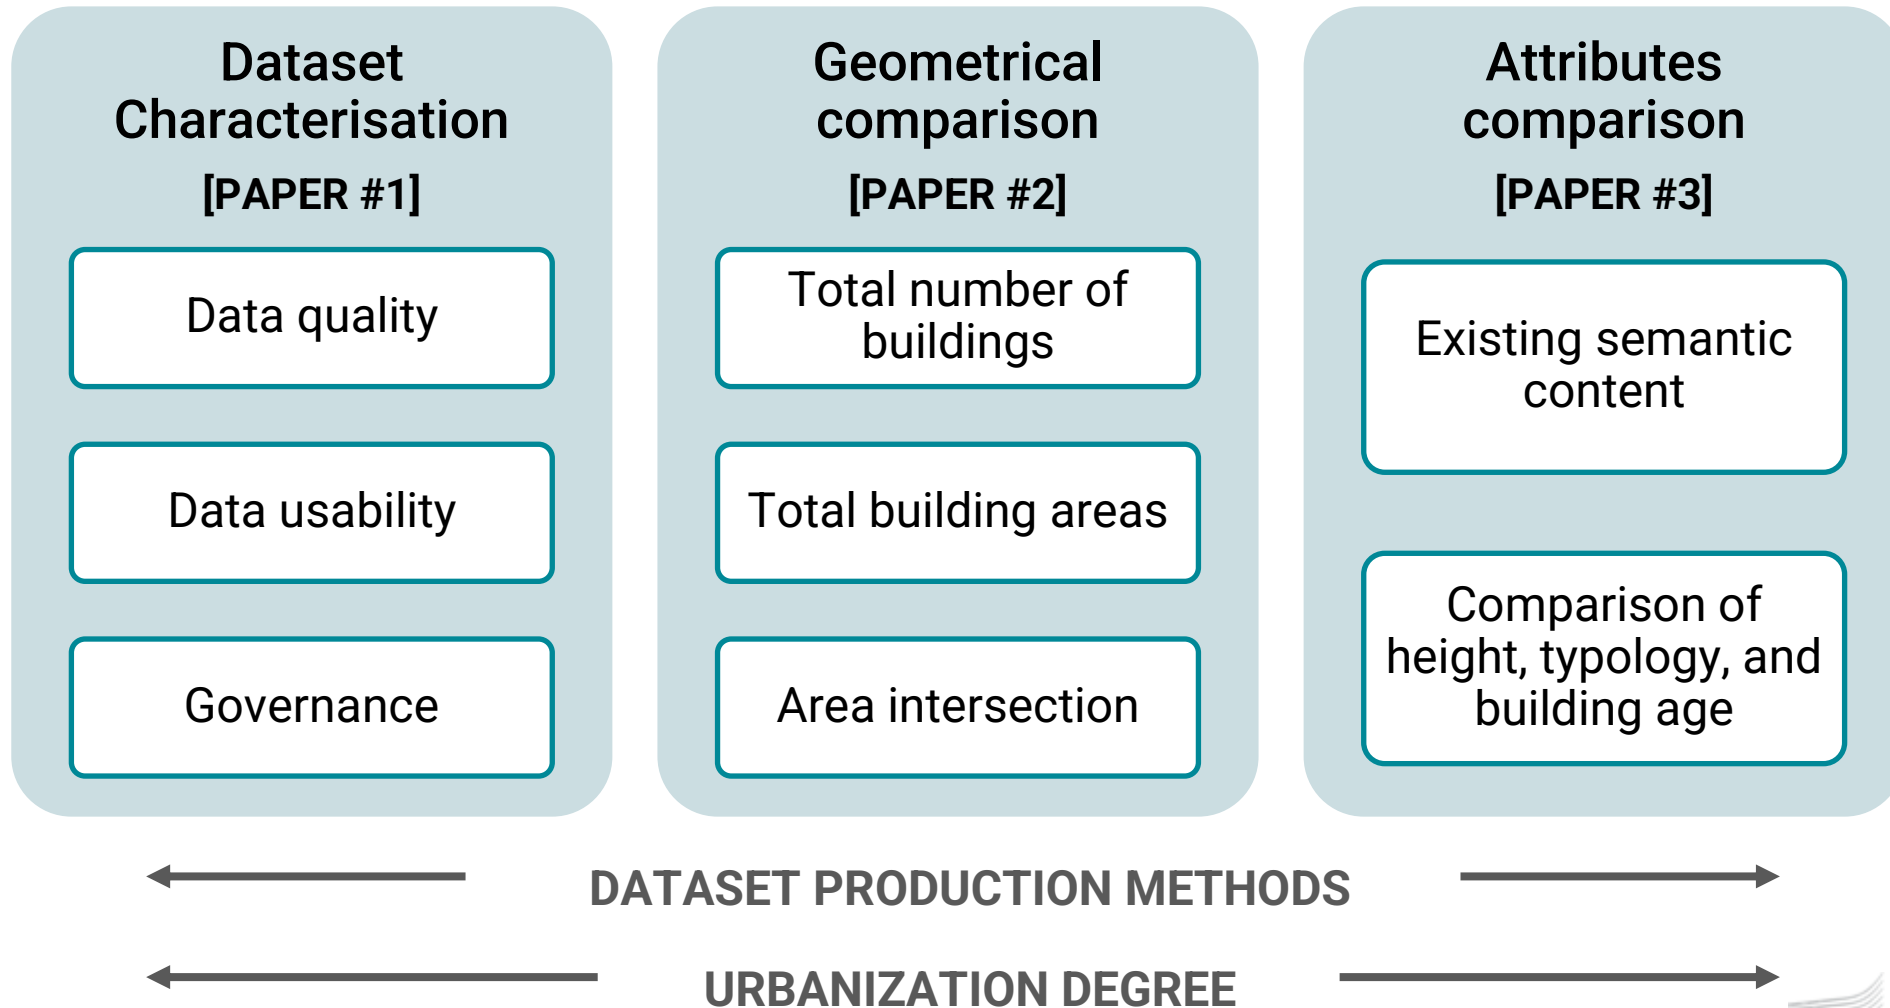 Dataset
Characterisation
[PAPER #1]
Data quality
Data usability
Governance
Geometrical
comparison
[PAPER #2]
Total number of
buildings
Total building areas
Area intersection
Attributes
comparison
[PAPER #3]
Existing semantic
content
Comparison of
height, typology, and
building age
DATASET PRODUCTION METHODS
URBANIZATION DEGREE